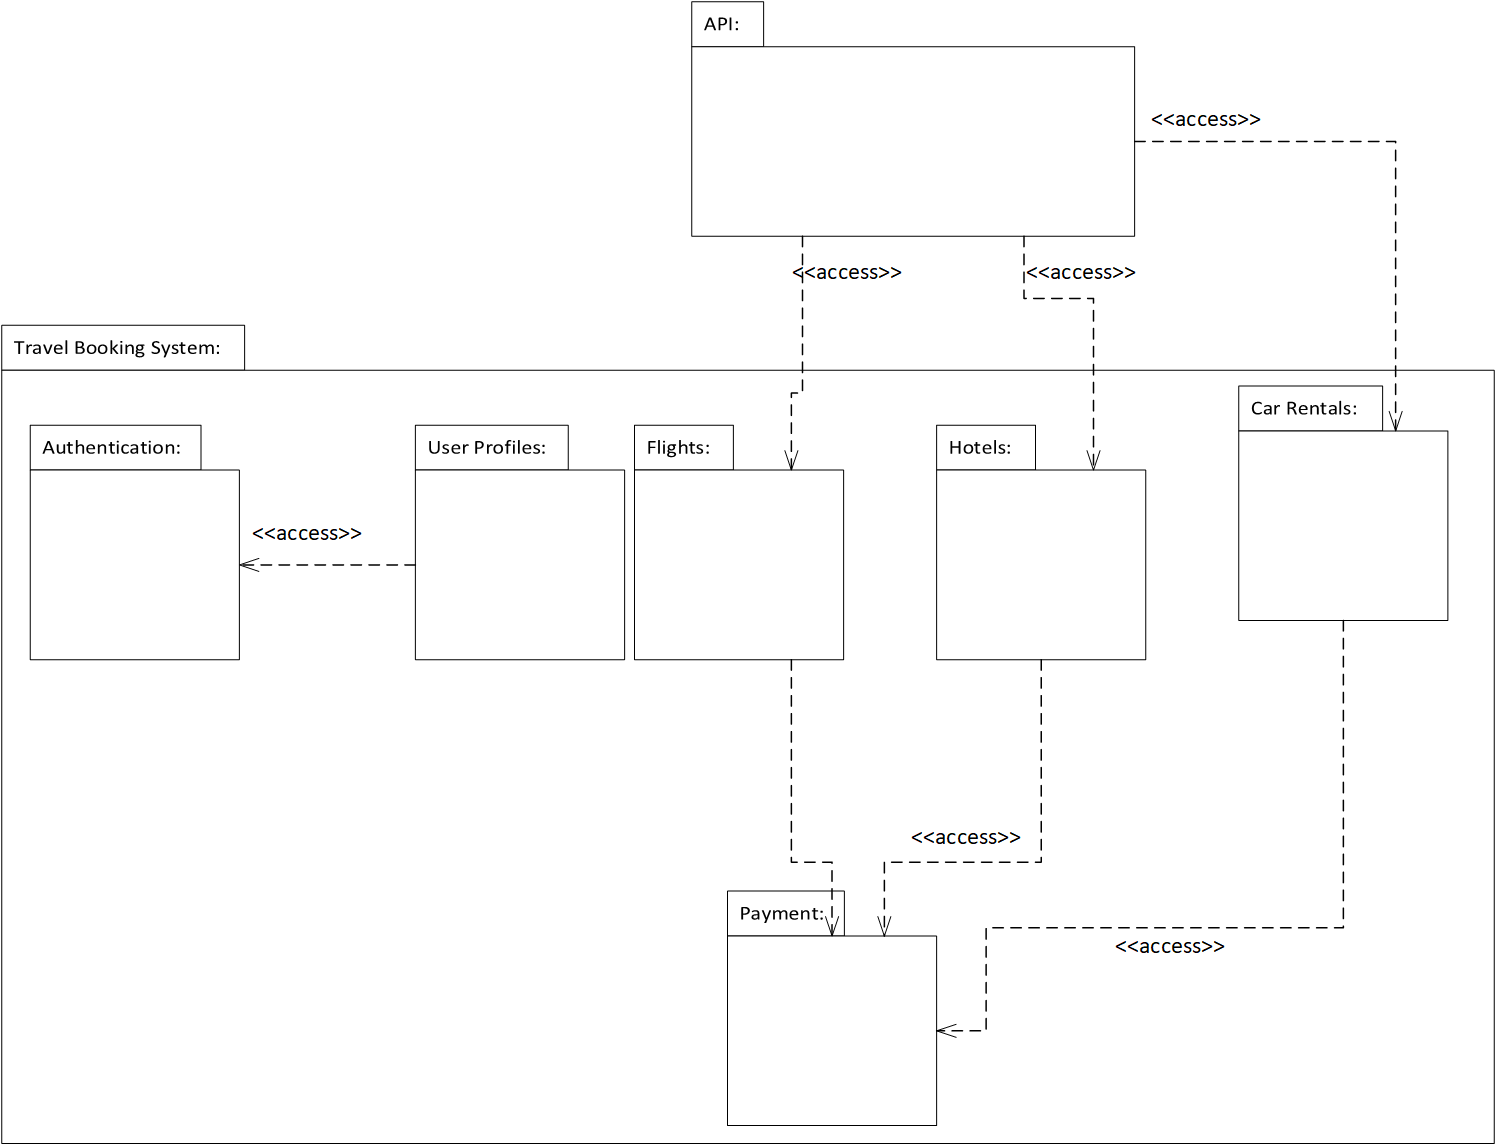 API:
<<access>>
<<access>>
<<access>>
Travel Booking System:
Car Rentals:
Authentication:
User Profiles:
Flights:
Hotels:
<<access>>
<<access>>
Payment:
<<access>>